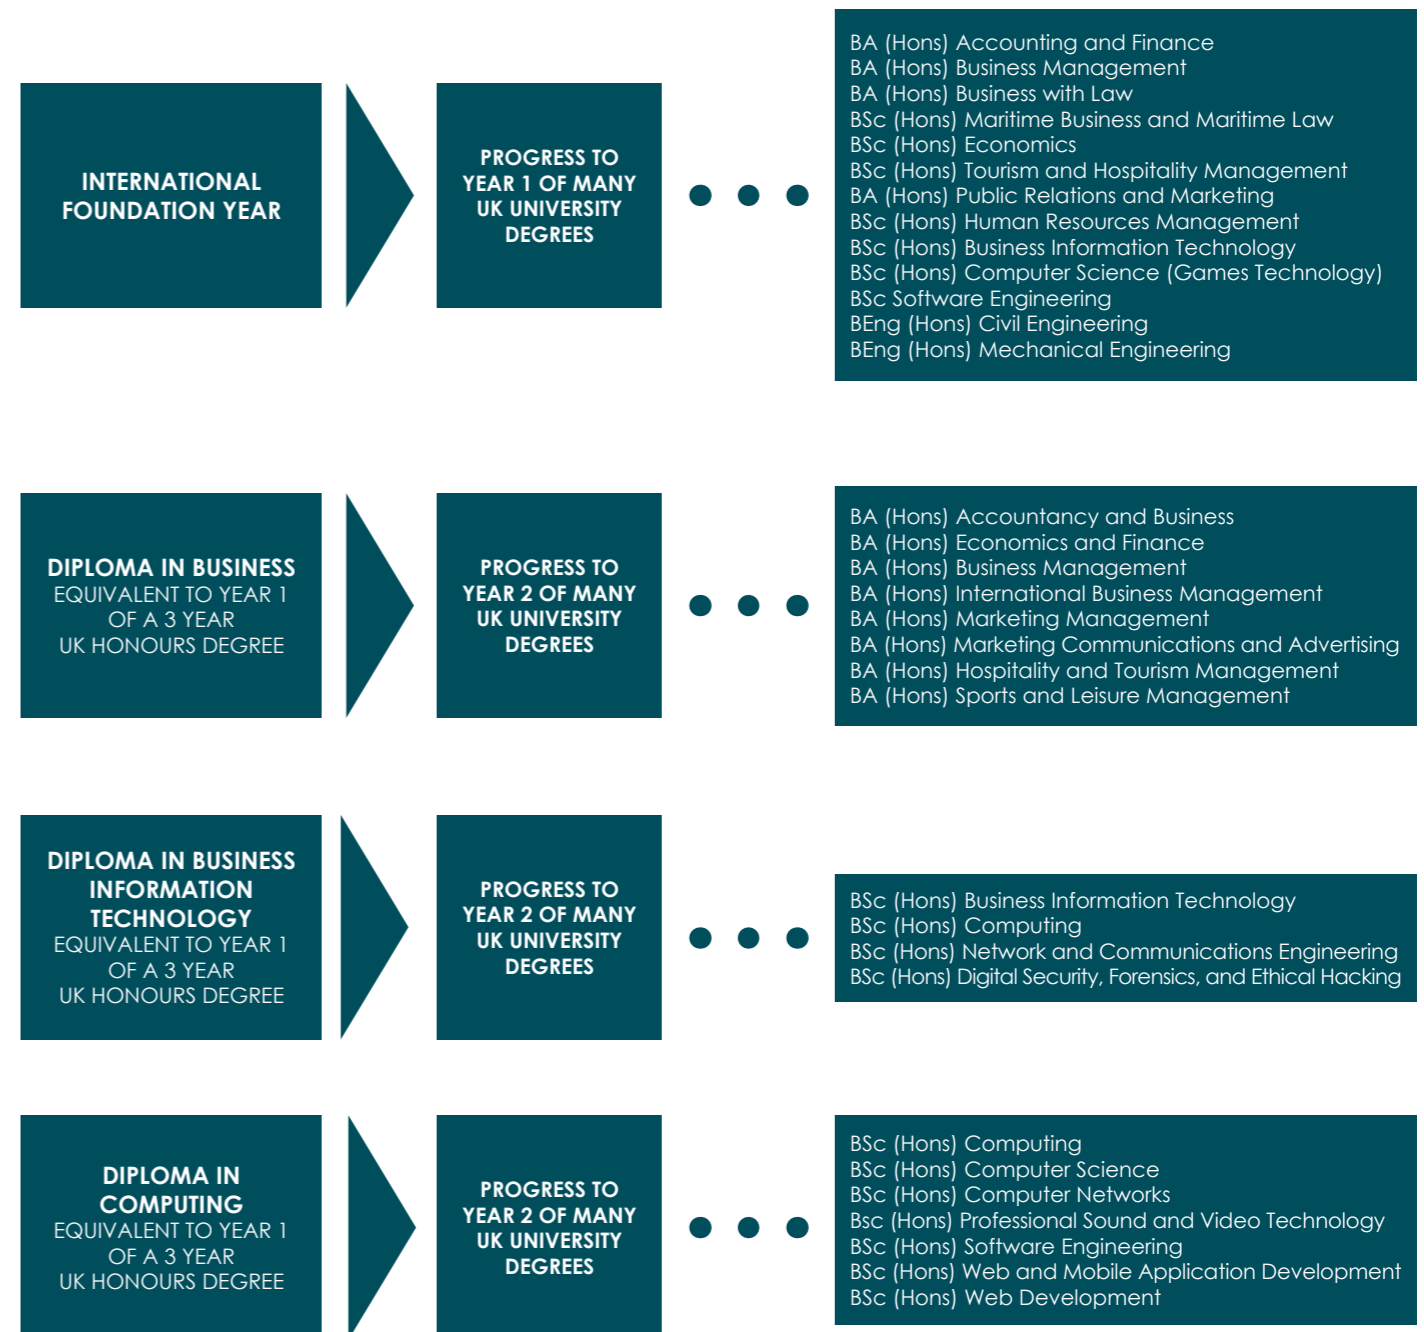 INTERNATIONAL
FOUNDATION YEAR
PROGRESS TO
YEAR 1 OF MANY
UK UNIVERSITY
DEGREES
BA (Hons) Accounting and Finance
BA (Hons) Business Management
BA (Hons) Business with Law
BSc (Hons) Maritime Business and Maritime Law
BSc (Hons) Economics
BSc (Hons) Tourism and Hospitality Management
BA (Hons) Public Relations and Marketing
BSc (Hons) Human Resources Management
BSc (Hons) Business Information Technology
BSc (Hons) Computer Science (Games Technology)
BSc Software Engineering
BEng (Hons) Civil Engineering
BEng (Hons) Mechanical Engineering
DIPLOMA IN BUSINESS
EQUIVALENT TO YEAR 1
OF A 3 YEAR
UK HONOURS DEGREE
PROGRESS TO
YEAR 2 OF MANY
UK UNIVERSITY
DEGREES
BA (Hons) Accountancy and Business
BA (Hons) Economics and Finance
BA (Hons) Business Management
BA (Hons) International Business Management
BA (Hons) Marketing Management
BA (Hons) Marketing Communications and Advertising
BA (Hons) Hospitality and Tourism Management
BA (Hons) Sports and Leisure Management
DIPLOMA IN BUSINESS
INFORMATION
TECHNOLOGY
EQUIVALENT TO YEAR 1
OF A 3 YEAR
UK HONOURS DEGREE
PROGRESS TO
YEAR 2 OF MANY
UK UNIVERSITY
DEGREES
BSc (Hons) Business Information Technology
BSc (Hons) Computing
BSc (Hons) Network and Communications Engineering
BSc (Hons) Digital Security, Forensics, and Ethical Hacking
DIPLOMA IN
COMPUTING
EQUIVALENT TO YEAR 1
OF A 3 YEAR
UK HONOURS DEGREE
PROGRESS TO
YEAR 2 OF MANY
UK UNIVERSITY
DEGREES
BSc (Hons) Computing
BSc (Hons) Computer Science
BSc (Hons) Computer Networks
Bsc (Hons) Professional Sound and Video Technology
BSc (Hons) Software Engineering
BSc (Hons) Web and Mobile Application Development
BSc (Hons) Web Development